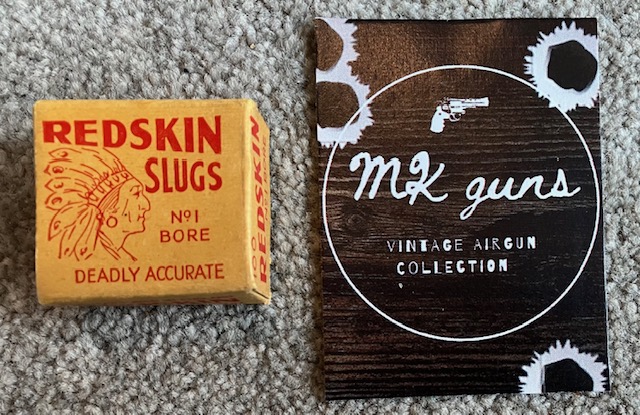 REDSKIN
SLUGS
Nº1
BORE
DEADLY ACCURATE
REDSKIN
MK guns
VINTAGE AIRGUN
COLLECTION